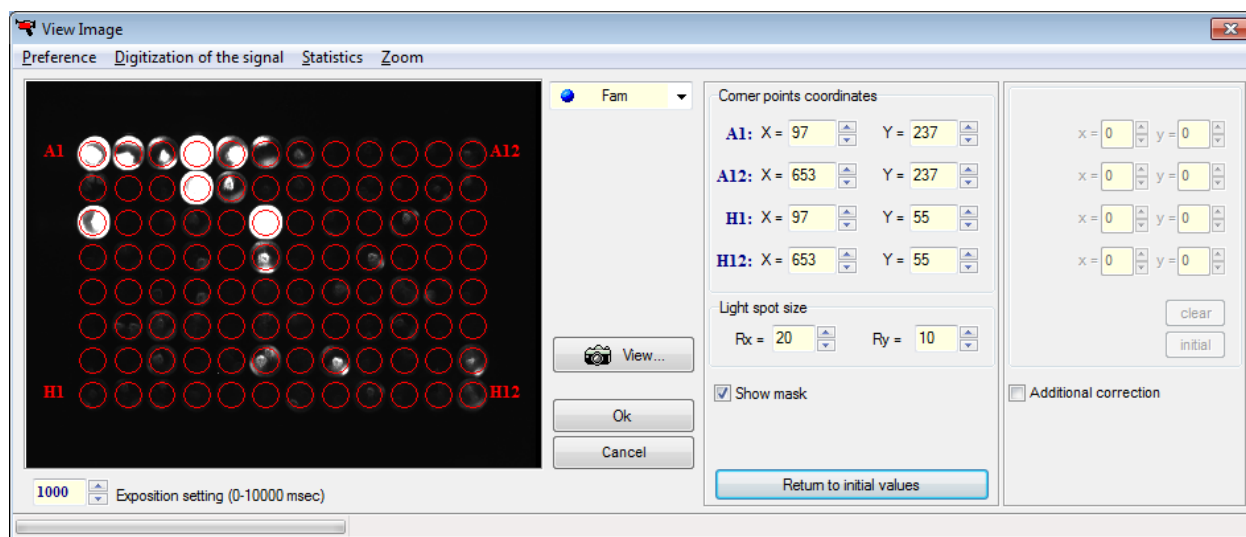 View Image
Preference Digitization of the signal Statistics Zoom
A1
A12
H1
H12
1000 Exposition setting (0-10000 msec)
Fam
View...
Ok
Cancel
Corner points coordinates
A1: X = 97 Y = 237
A12: X = 653 Y = 237
H1: X = 97 Y = 55
H12: X = 653 Y = 55
Light spot size
Rx = 20 Ry = 10
Show mask
Return to initial values
x = 0 y = 0
x = 0 y = 0
x = 0 y = 0
x = 0 y = 0
clear
initial
Additional correction